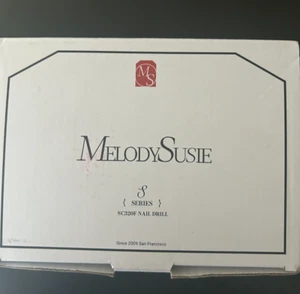 MS
MELODYSUSIE
S
{ SERIES }
SC320F NAIL DRILL
Since 2009 San Francisco